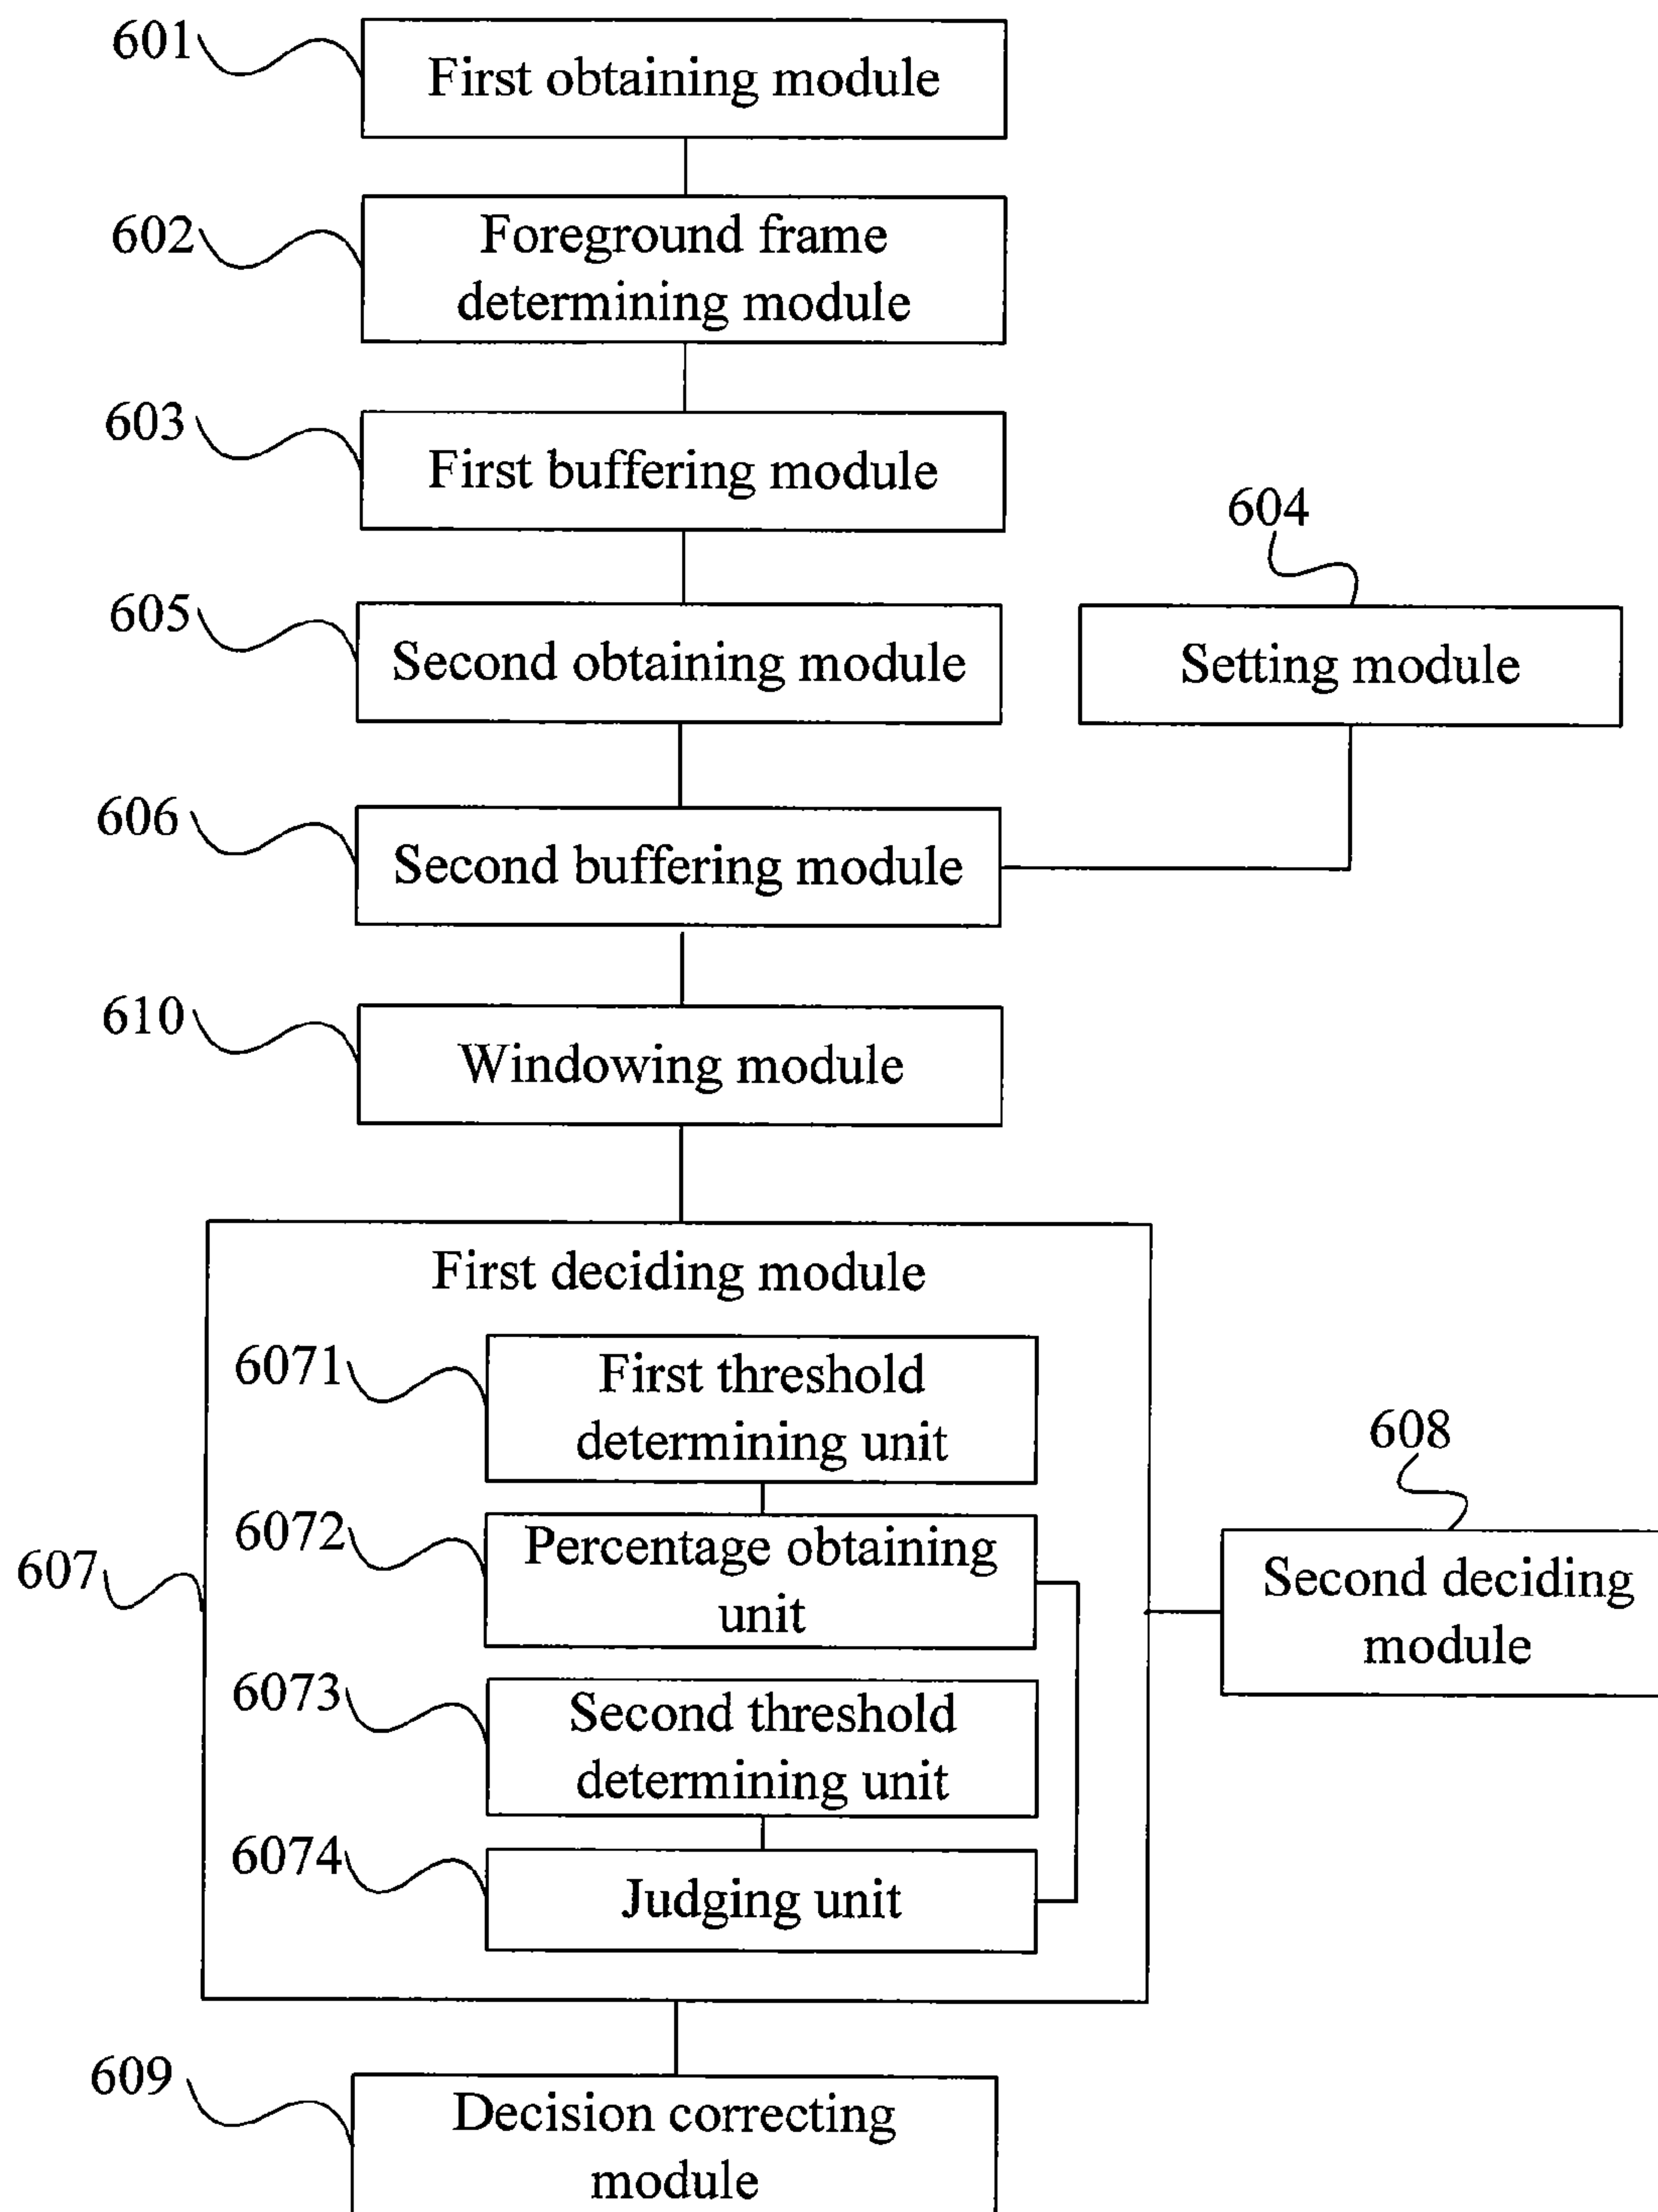 601
First obtaining module
602
Foreground frame
determining module
603
First buffering module
604
605
Second obtaining module
Setting module
606
Second buffering module
610
Windowing module
First deciding module
6071
First threshold
determining unit
608
6072
Percentage obtaining
unit
607
Second deciding
module
6073
Second threshold
determining unit
6074
Judging unit
609
Decision correcting
module